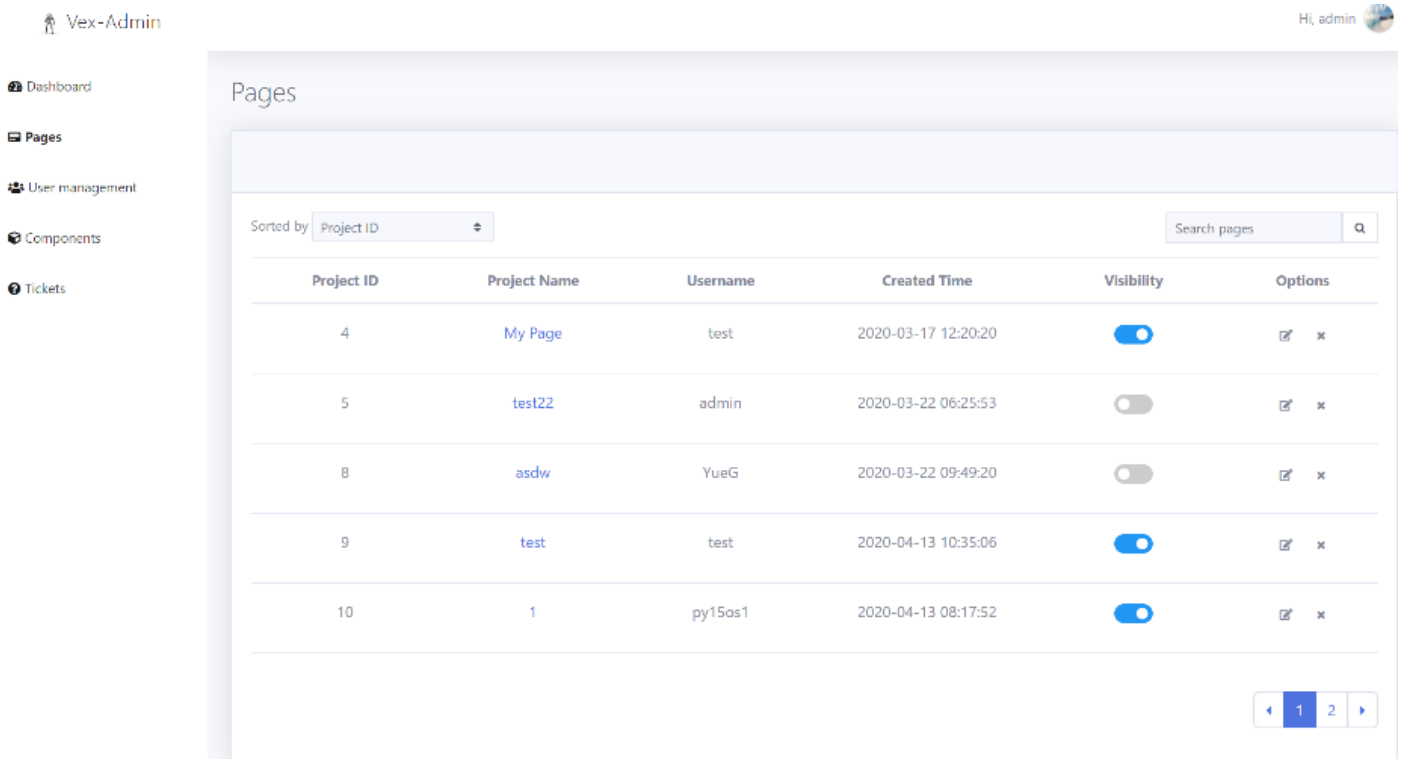 Vex-Admin
Hi, admin
Dashboard
Pages
User management
Components
Tickets
Pages
Sorted by Project ID
Search pages
Project ID Project Name Username Created Time Visibility Options
4 My Page test 2020-03-17 12:20:20
5 test22 admin 2020-03-22 06:25:53
8 asdw YueG 2020-03-22 09:49:20
9 test test 2020-04-13 10:35:06
10 1 py15os1 2020-04-13 08:17:52
1 2